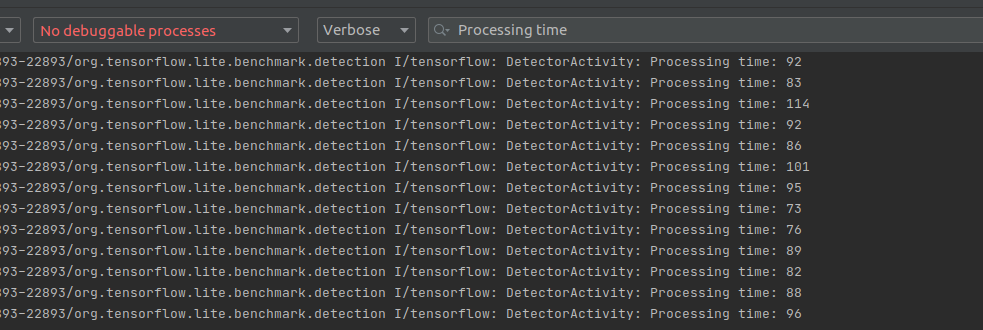 No debuggable processes Verbose Processing time
893-22893/org.tensorflow.lite.benchmark.detection I/tensorflow: DetectorActivity: Processing time: 92
893-22893/org.tensorflow.lite.benchmark.detection I/tensorflow: DetectorActivity: Processing time: 83
893-22893/org.tensorflow.lite.benchmark.detection I/tensorflow: DetectorActivity: Processing time: 114
893-22893/org.tensorflow.lite.benchmark.detection I/tensorflow: DetectorActivity: Processing time: 92
893-22893/org.tensorflow.lite.benchmark.detection I/tensorflow: DetectorActivity: Processing time: 86
893-22893/org.tensorflow.lite.benchmark.detection I/tensorflow: DetectorActivity: Processing time: 101
893-22893/org.tensorflow.lite.benchmark.detection I/tensorflow: DetectorActivity: Processing time: 95
893-22893/org.tensorflow.lite.benchmark.detection I/tensorflow: DetectorActivity: Processing time: 73
893-22893/org.tensorflow.lite.benchmark.detection I/tensorflow: DetectorActivity: Processing time: 76
893-22893/org.tensorflow.lite.benchmark.detection I/tensorflow: DetectorActivity: Processing time: 89
893-22893/org.tensorflow.lite.benchmark.detection I/tensorflow: DetectorActivity: Processing time: 82
893-22893/org.tensorflow.lite.benchmark.detection I/tensorflow: DetectorActivity: Processing time: 88
893-22893/org.tensorflow.lite.benchmark.detection I/tensorflow: DetectorActivity: Processing time: 96